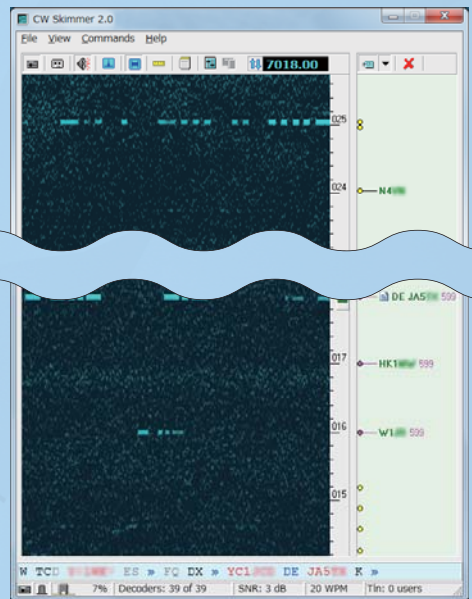 CW Skimmer 2.0
File View Commands Help
7018.00
025
024
N4
DE JA5 599
017
HK1 599
016
W1 599
015
W TCD ES » FQ DX » YC1 DE JA5 K »
7% Decoders: 39 of 39 SNR: 3 dB 20 WPM Tln: 0 users